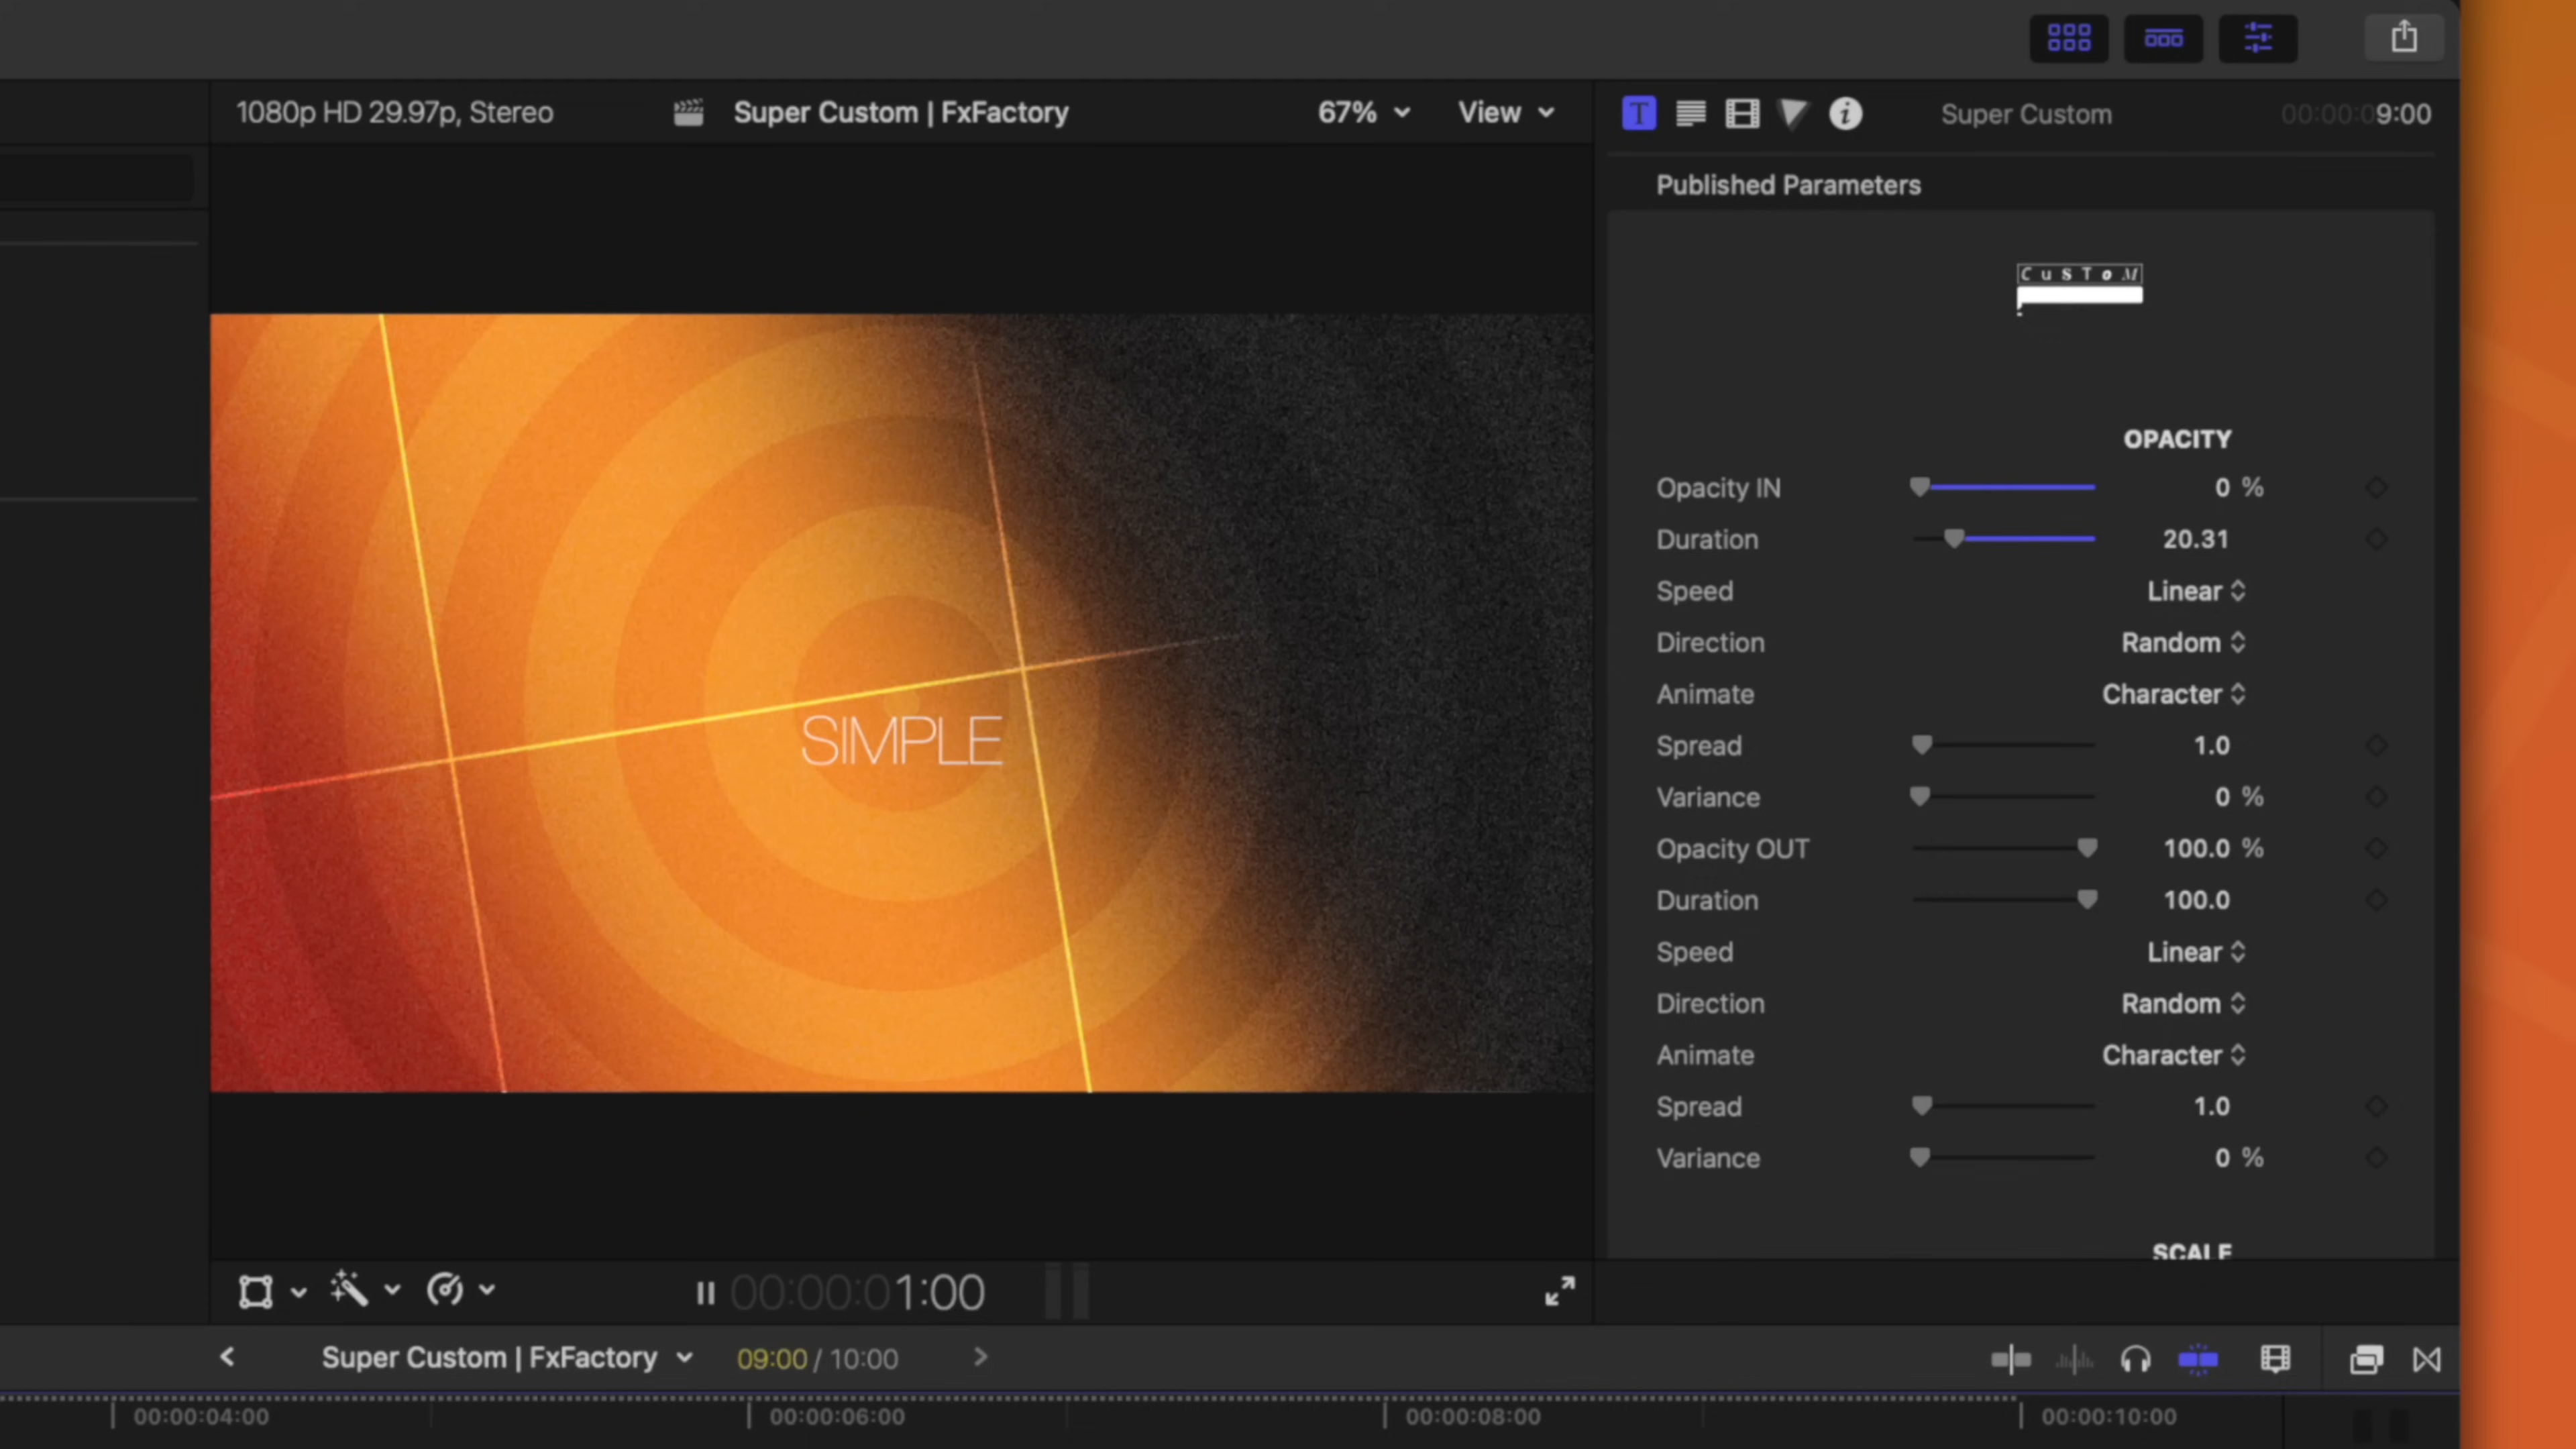 1080p HD 29.97p, Stereo
Super Custom | FxFactory
67%
View
T
i
Super Custom
00:00:09:00
Published Parameters
CuSToM
OPACITY
Opacity IN
0 %
Duration
20.31
Speed
Linear
Direction
Random
Animate
Character
Spread
1.0
Variance
0 %
Opacity OUT
100.0 %
Duration
100.0
Speed
Linear
Direction
Random
Animate
Character
Spread
1.0
Variance
0 %
SCALE
SIMPLE
00:00:01:00
Super Custom | FxFactory
09:00 / 10:00
00:00:04:00
00:00:06:00
00:00:08:00
00:00:10:00